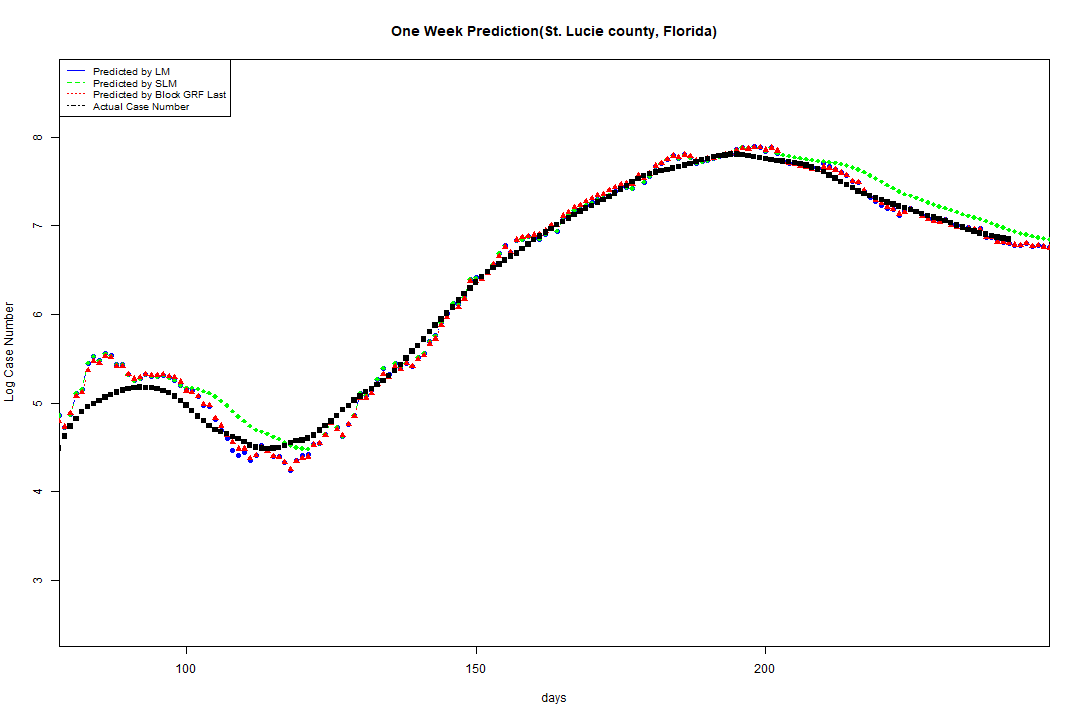 One Week Prediction(St. Lucie county, Florida)
Predicted by LM
Predicted by SLM
Predicted by Block GRF Last
Actual Case Number
Log Case Number
8
7
6
5
4
3
100 150 200
days